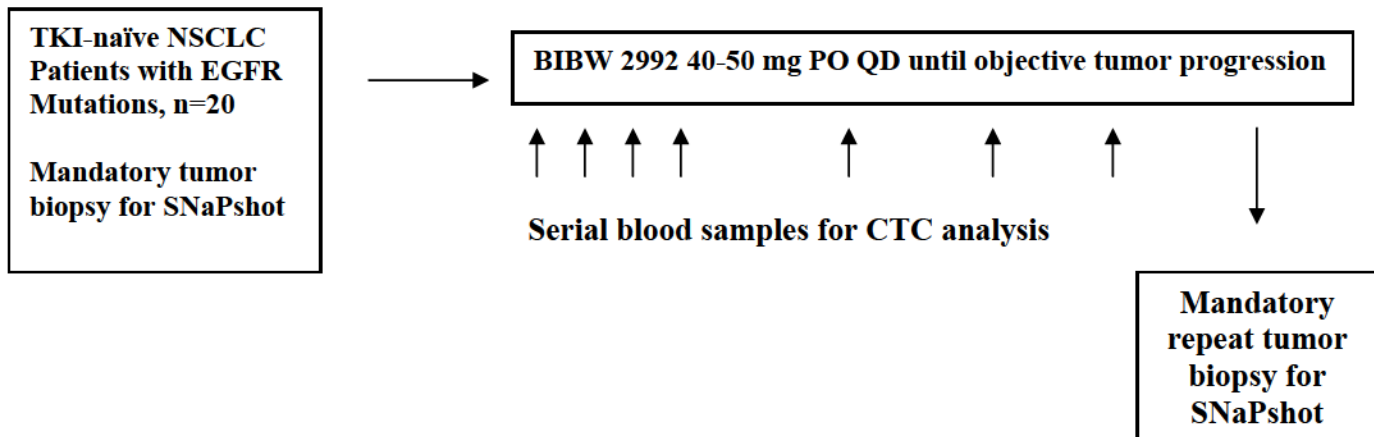 TKI-naïve NSCLC
Patients with EGFR
Mutations, n=20
Mandatory tumor
biopsy for SNaPshot
BIBW 2992 40-50 mg PO QD until objective tumor progression
Serial blood samples for CTC analysis
Mandatory
repeat tumor
biopsy for
SNaPshot